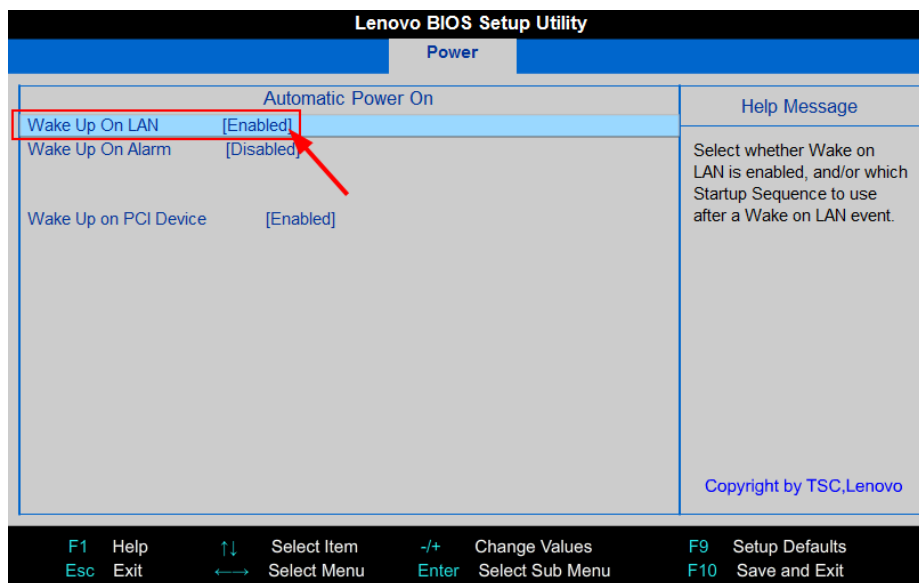 Lenovo BIOS Setup Utility
Power
Automatic Power On
Wake Up On LAN [Enabled]
Wake Up On Alarm [Disabled]
Wake Up on PCI Device [Enabled]
Help Message
Select whether Wake on
LAN is enabled, and/or which
Startup Sequence to use
after a Wake on LAN event.
Copyright by TSC,Lenovo
F1 Help ↑↓ Select Item -/+ Change Values F9 Setup Defaults
Esc Exit ←→ Select Menu Enter Select Sub Menu F10 Save and Exit